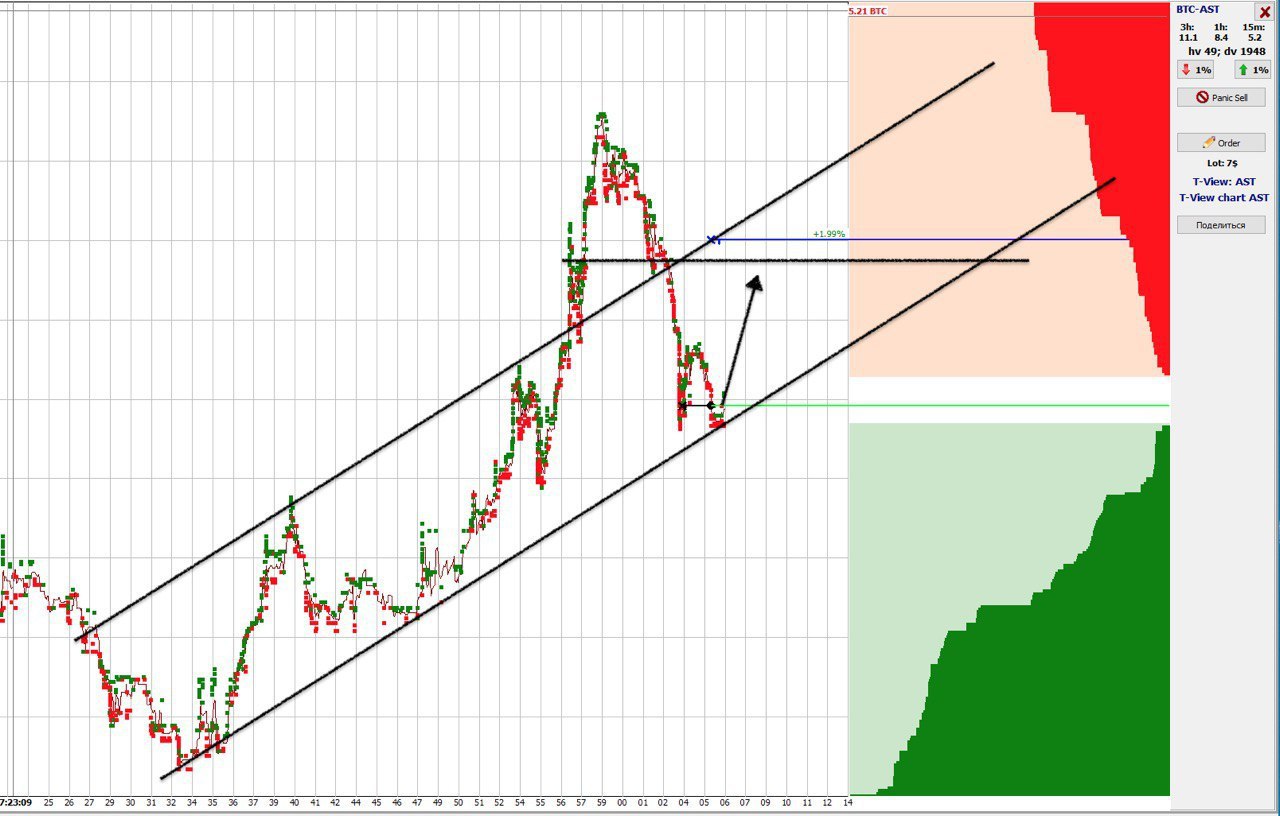 5.21 BTC
BTC-AST
3h: 1h: 15m:
11.1 8.4 5.2
hv 49; dv 1948
1% 1%
Panic Sell
Order
Lot: 7$
T-View: AST
T-View chart AST
Поделиться
+1.99%
7:23:09 25 26 27 29 30 31 32 34 35 36 37 39 40 41 42 44 45 46 47 49 50 51 52 54 55 56 57 59 00 01 02 04 05 06 07 09 10 11 12 14